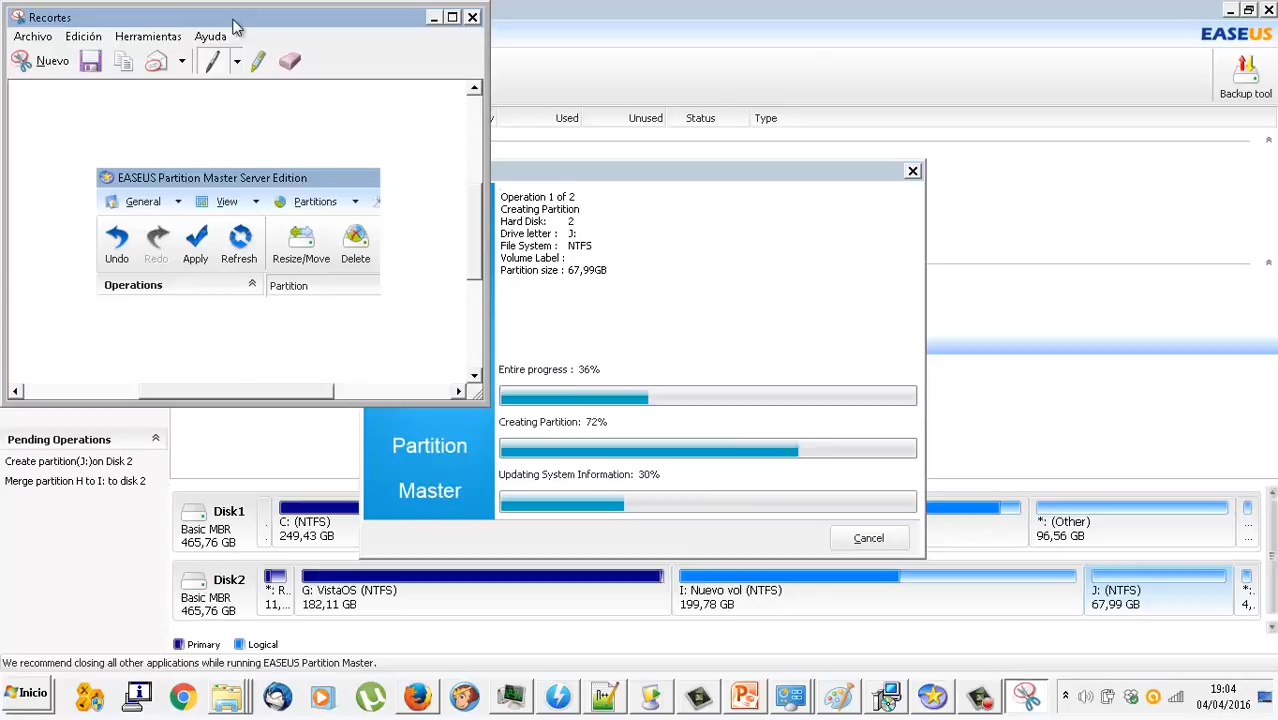 Recortes
Archivo Edición Herramientas Ayuda
Nuevo
EASEUS Partition Master Server Edition
General View Partitions
Undo Redo Apply Refresh Resize/Move Delete
Operations Partition
EASEUS
Backup tool
Used Unused Status Type
Operation 1 of 2
Creating Partition
Hard Disk: 2
Drive letter : J:
File System : NTFS
Volume Label :
Partition size : 67,99GB
Entire progress : 36%
Creating Partition: 72%
Updating System Information: 30%
Cancel
Partition
Master
Pending Operations
Create partition(J:)on Disk 2
Merge partition H to I: to disk 2
Disk1
Basic MBR
465,76 GB
.
C: (NTFS)
249,43 GB
*: (Other)
96,56 GB
...
Disk2
Basic MBR
465,76 GB
*: R..
11,...
G: VistaOS (NTFS)
182,11 GB
I: Nuevo vol (NTFS)
199,78 GB
J: (NTFS)
67,99 GB
*:
4,.
Primary Logical
We recommend closing all other applications while running EASEUS Partition Master.
Inicio
19:04
04/04/2016